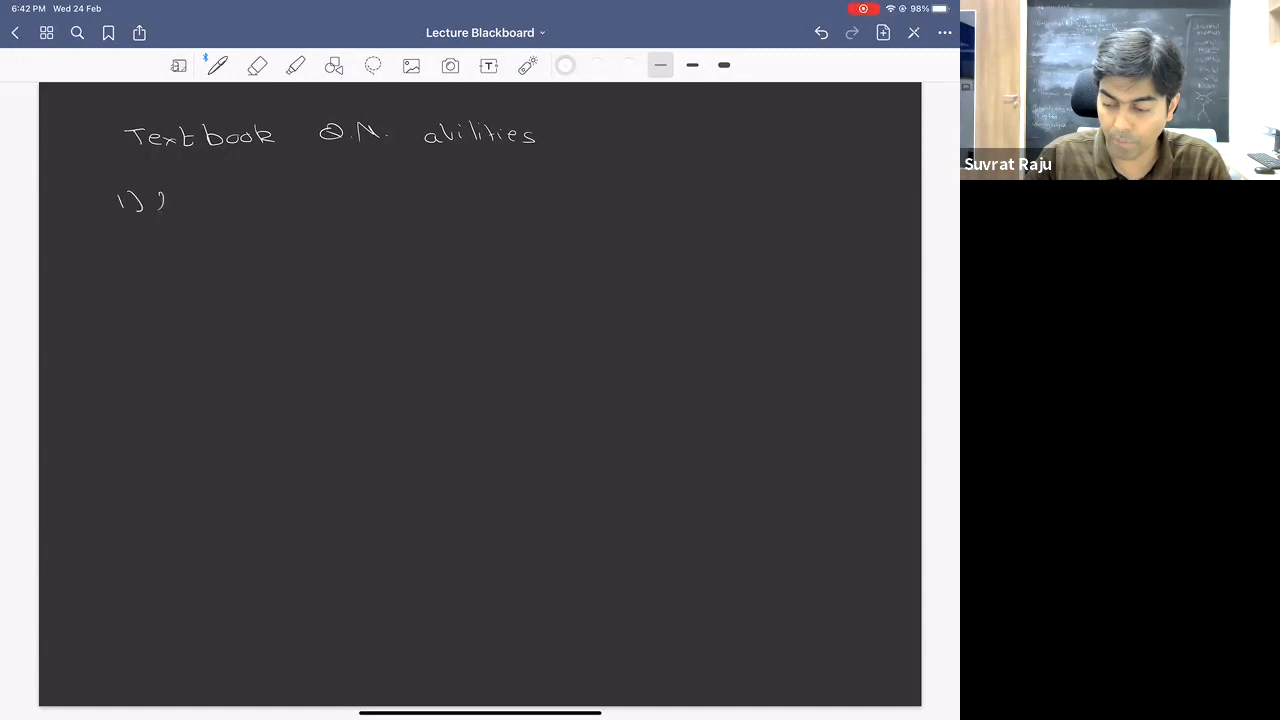 6:42 PM Wed 24 Feb
98%
Lecture Blackboard
T
Textbook Q.M. abilities
1)
Suvrat Raju